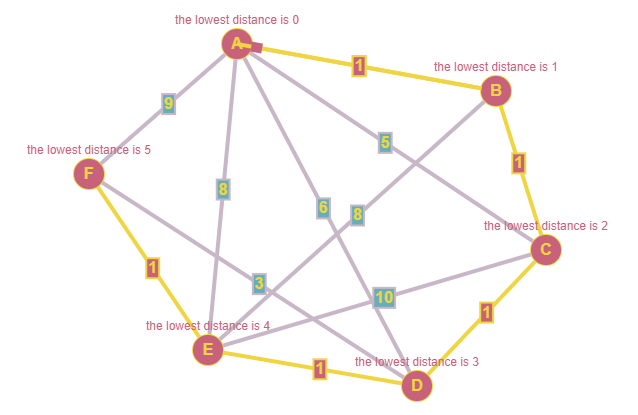 the lowest distance is 0
A
1
the lowest distance is 1
B
9
5
the lowest distance is 5
1
F
8
6
8
the lowest distance is 2
C
1
3
10
1
the lowest distance is 4
E
1
the lowest distance is 3
D